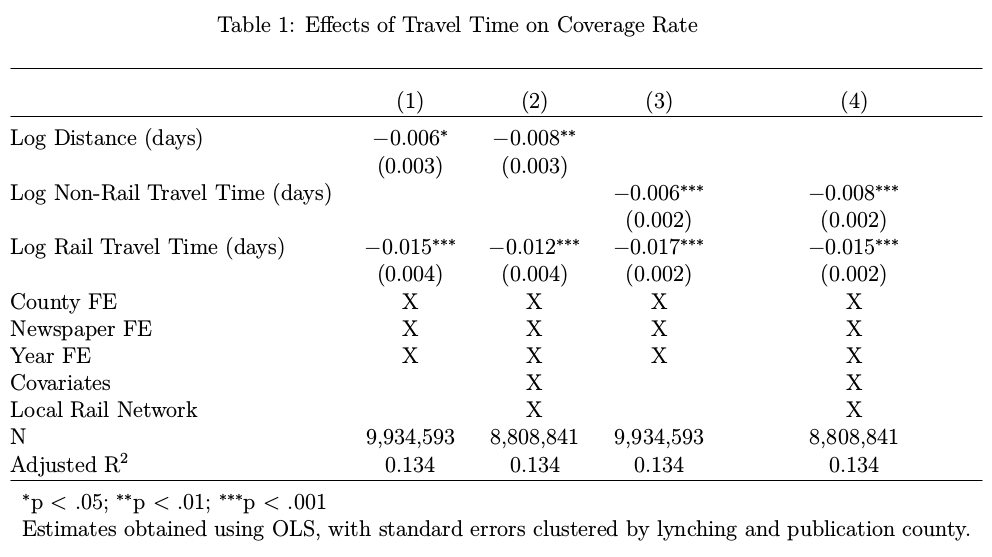 Table 1: Effects of Travel Time on Coverage Rate
(1) (2) (3) (4)
Log Distance (days) −0.006* −0.008**
(0.003) (0.003)
Log Non-Rail Travel Time (days) −0.006*** −0.008***
(0.002) (0.002)
Log Rail Travel Time (days) −0.015*** −0.012*** −0.017*** −0.015***
(0.004) (0.004) (0.002) (0.002)
County FE X X X X
Newspaper FE X X X X
Year FE X X X X
Covariates X X
Local Rail Network X X
N 9,934,593 8,808,841 9,934,593 8,808,841
Adjusted R² 0.134 0.134 0.134 0.134
*p < .05; **p < .01; ***p < .001
Estimates obtained using OLS, with standard errors clustered by lynching and publication county.